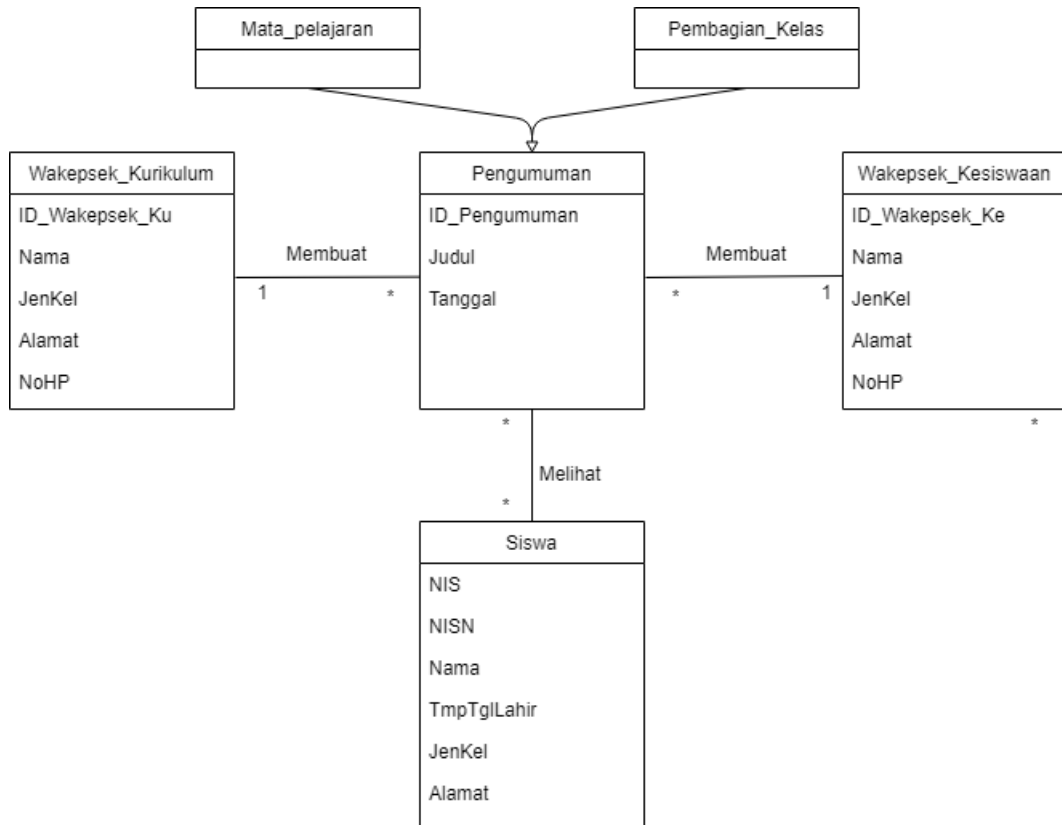 Mata_pelajaran
Pembagian_Kelas
Wakepsek_Kurikulum
ID_Wakepsek_Ku
Nama
JenKel
Alamat
NoHP
Membuat
1
*
Pengumuman
ID_Pengumuman
Judul
Tanggal
Membuat
*
1
Wakepsek_Kesiswaan
ID_Wakepsek_Ke
Nama
JenKel
Alamat
NoHP
*
*
Melihat
*
Siswa
NIS
NISN
Nama
TmpTglLahir
JenKel
Alamat